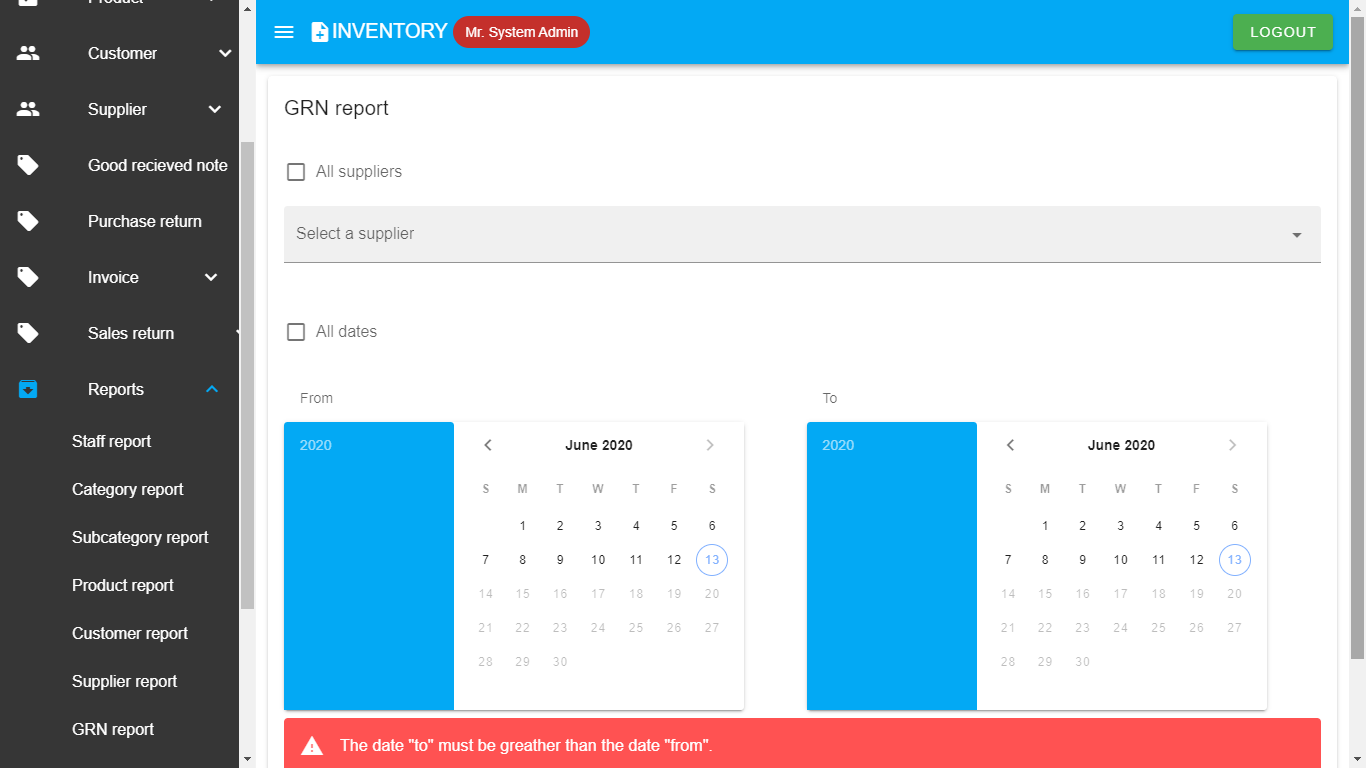 Product
Customer
Supplier
Good recieved note
Purchase return
Invoice
Sales return
Reports
Staff report
Category report
Subcategory report
Product report
Customer report
Supplier report
GRN report
INVENTORY Mr. System Admin LOGOUT
GRN report
All suppliers
Select a supplier
All dates
From
2020
June 2020
S M T W T F S
1 2 3 4 5 6
7 8 9 10 11 12 13
14 15 16 17 18 19 20
21 22 23 24 25 26 27
28 29 30
To
2020
June 2020
S M T W T F S
1 2 3 4 5 6
7 8 9 10 11 12 13
14 15 16 17 18 19 20
21 22 23 24 25 26 27
28 29 30
The date "to" must be greather than the date "from".